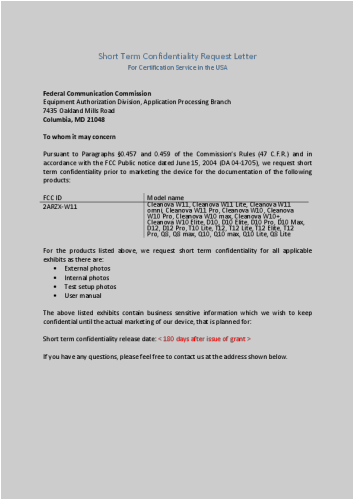 Short Term Confidentiality Request Letter
For Certification Service in the USA
Federal Communication Commission
Equipment Authorization Division, Application Processing Branch
7435 Oakland Mills Road
Columbia, MD 21048
To whom it may concern
Pursuant to Paragraphs §0.457 and 0.459 of the Commission's Rules (47 C.F.R.) and in
accordance with the FCC Public notice dated June 15, 2004 (DA 04-1705), we request short
term confidentiality prior to marketing the device for the documentation of the following
products:
FCC ID Model name
2ARZX-W11 Cleanova W11, Cleanova W11 Lite, Cleanova W11
omni, Cleanova W11 Pro, Cleanova W10, Cleanova
W10 Pro, Cleanova W10 max, Cleanova W10+,
Cleanova W10 Elite, D10, D10 Elite, D10 Pro, D10 Max,
D12, D12 Pro, T10 Lite, T12, T12 Lite, T12 Elite, T12
Pro, Q8, Q8 max, Q10, Q10 max, Q10 Lite, Q8 Lite
For the products listed above, we request short term confidentiality for all applicable
exhibits as there are:
• External photos
• Internal photos
• Test setup photos
• User manual
The above listed exhibits contain business sensitive information which we wish to keep
confidential until the actual marketing of our device, that is planned for:
Short term confidentiality release date: < 180 days after issue of grant >
If you have any questions, please feel free to contact us at the address shown below.